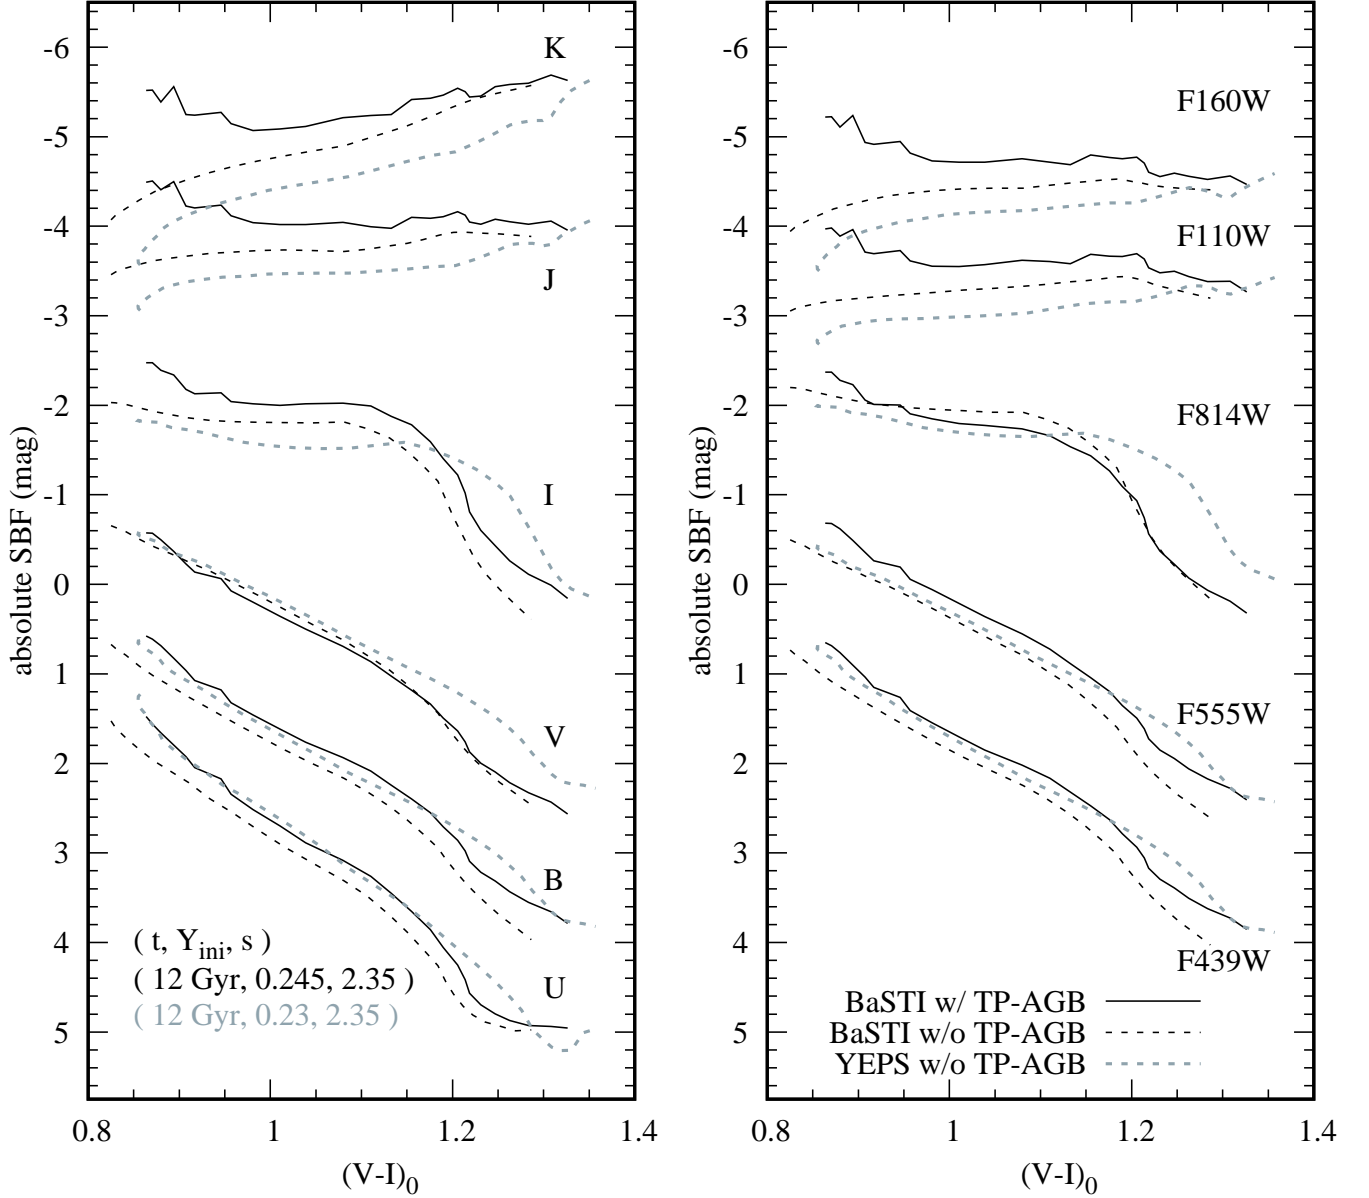 -6
-5
-4
-3
-2
-1
0
1
2
3
4
5
absolute SBF (mag)
K
J
I
V
B
U
( t, Yini, s )
( 12 Gyr, 0.245, 2.35 )
( 12 Gyr, 0.23, 2.35 )
0.8
1
1.2
1.4
(V-I)0
-6
-5
-4
-3
-2
-1
0
1
2
3
4
5
absolute SBF (mag)
F160W
F110W
F814W
F555W
F439W
BaSTI w/ TP-AGB
BaSTI w/o TP-AGB
YEPS w/o TP-AGB
0.8
1
1.2
1.4
(V-I)0